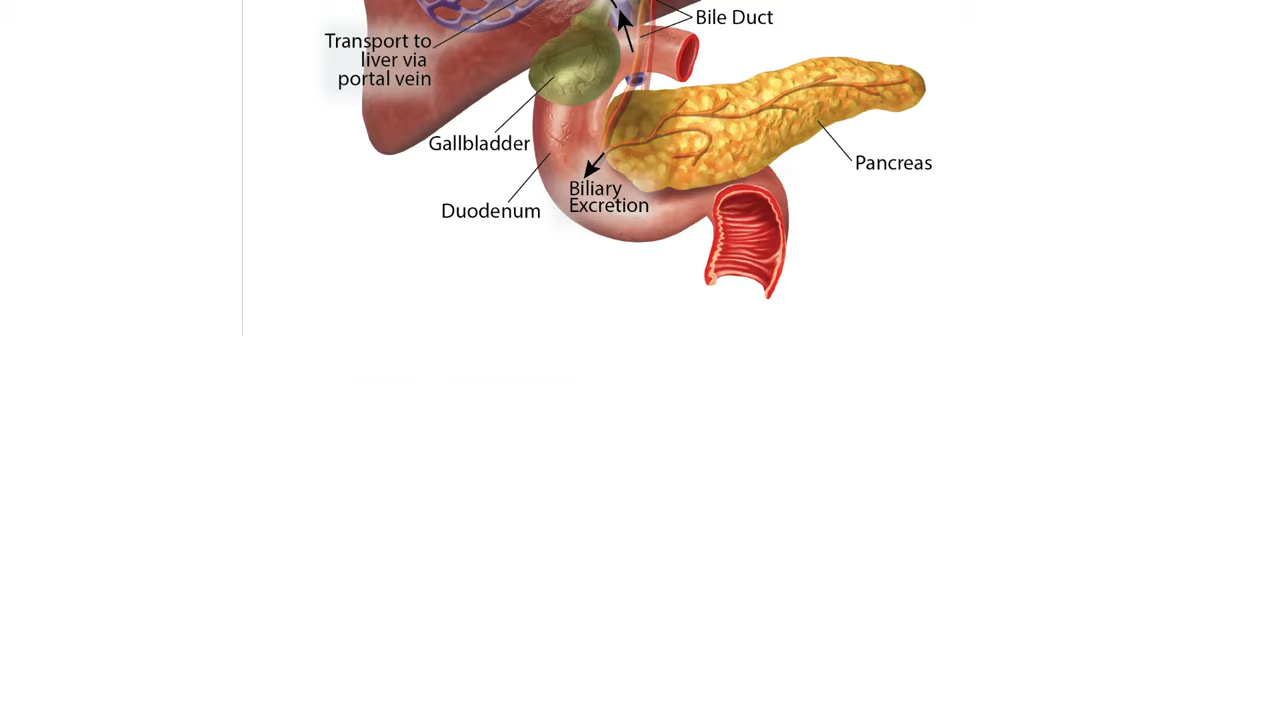 Bile Duct
Transport to
liver via
portal vein
Gallbladder
Pancreas
Biliary
Excretion
Duodenum